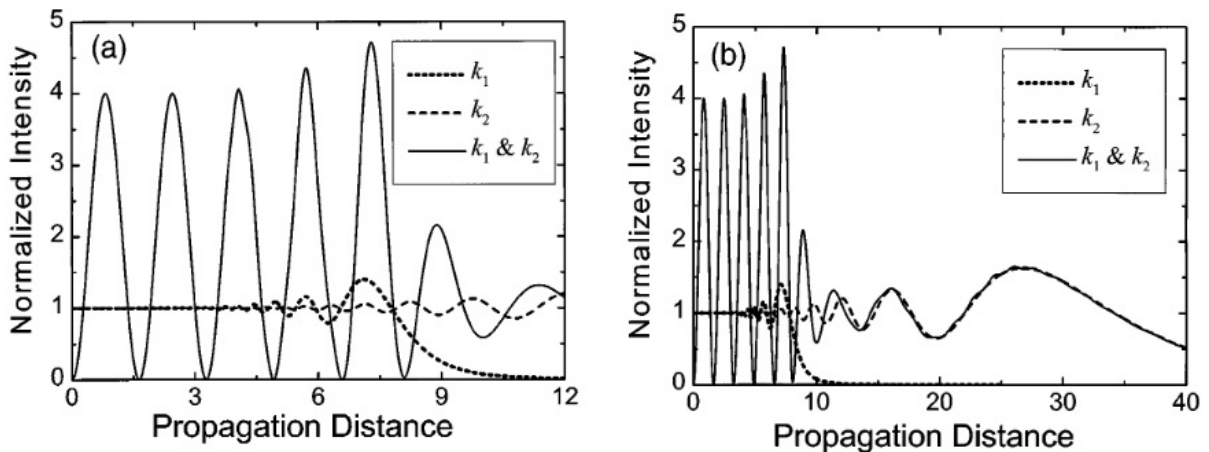 (a)
Normalized Intensity
5
4
3
2
1
0
k₁
k₂
k₁ & k₂
0 3 6 9 12
Propagation Distance
(b)
Normalized Intensity
5
4
3
2
1
0
k₁
k₂
k₁ & k₂
0 10 20 30 40
Propagation Distance